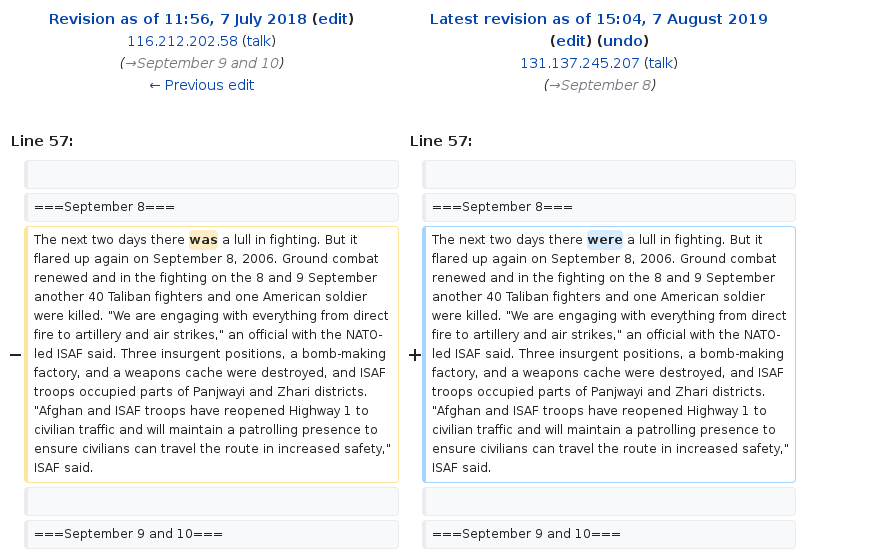 Revision as of 11:56, 7 July 2018 (edit)
116.212.202.58 (talk)
(→September 9 and 10)
← Previous edit
Latest revision as of 15:04, 7 August 2019
(edit) (undo)
131.137.245.207 (talk)
(→September 8)
Line 57:
Line 57:
===September 8===
===September 8===
−
The next two days there was a lull in fighting. But it
flared up again on September 8, 2006. Ground combat
renewed and in the fighting on the 8 and 9 September
another 40 Taliban fighters and one American soldier
were killed. "We are engaging with everything from direct
fire to artillery and air strikes," an official with the NATO-
led ISAF said. Three insurgent positions, a bomb-making
factory, and a weapons cache were destroyed, and ISAF
troops occupied parts of Panjwayi and Zhari districts.
"Afghan and ISAF troops have reopened Highway 1 to
civilian traffic and will maintain a patrolling presence to
ensure civilians can travel the route in increased safety,"
ISAF said.
+
The next two days there were a lull in fighting. But it
flared up again on September 8, 2006. Ground combat
renewed and in the fighting on the 8 and 9 September
another 40 Taliban fighters and one American soldier
were killed. "We are engaging with everything from direct
fire to artillery and air strikes," an official with the NATO-
led ISAF said. Three insurgent positions, a bomb-making
factory, and a weapons cache were destroyed, and ISAF
troops occupied parts of Panjwayi and Zhari districts.
"Afghan and ISAF troops have reopened Highway 1 to
civilian traffic and will maintain a patrolling presence to
ensure civilians can travel the route in increased safety,"
ISAF said.
===September 9 and 10===
===September 9 and 10===